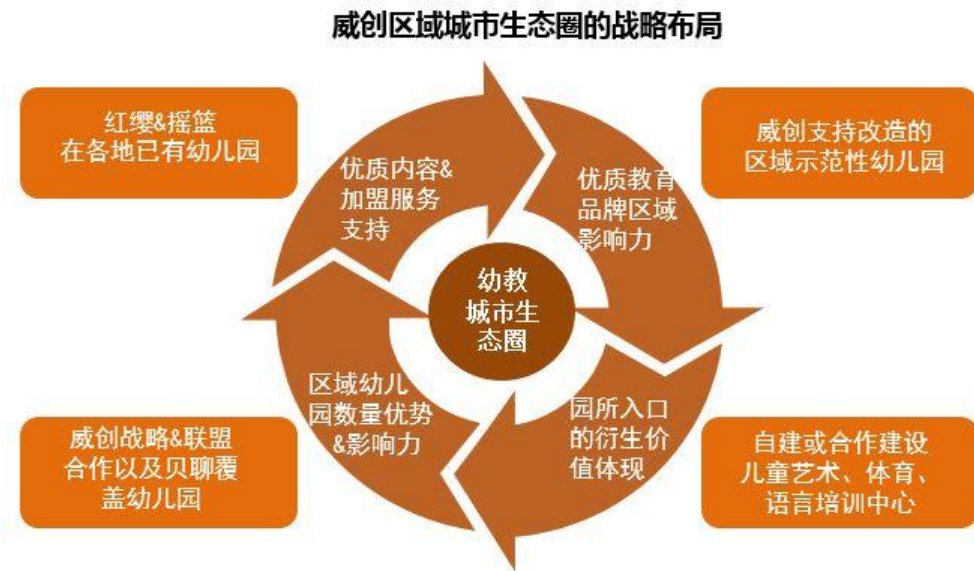 威创区域城市生态圈的战略布局
红缨&摇篮
在各地已有幼儿园
优质内容&
加盟服务
支持
优质教育
品牌区域
影响力
威创支持改造的
区域示范性幼儿园
幼教
城市生
态圈
威创战略&联盟
合作以及贝聊覆
盖幼儿园
区域幼儿
园数量优势
&影响力
园所入口
的衍生价
值体现
自建或合作建设
儿童艺术、体育、
语言培训中心